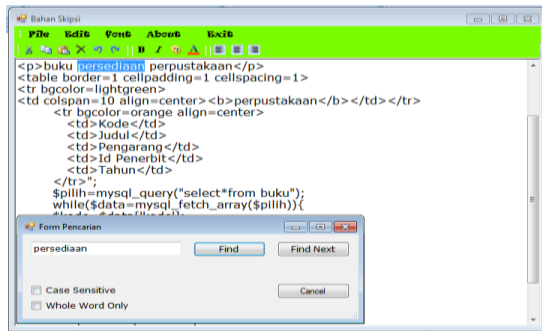 Bahan Skipsi
File Edit Font About Exit
B I A
<p>buku persediaan perpustakaan</p>
<table border=1 cellpadding=1 cellspacing=1>
<tr bgcolor=lightgreen>
<td colspan=10 align=center><b>perpustakaan</b></td></tr>
<tr bgcolor=orange align=center>
<td>Kode</td>
<td>Judul</td>
<td>Pengarang</td>
<td>Id Penerbit</td>
<td>Tahun</td>
</tr>";
$pilih=mysql_query("select*from buku");
while($data=mysql_fetch_array($pilih)){
Form Pencarian
persediaan Find Find Next
Case Sensitive Cancel
Whole Word Only